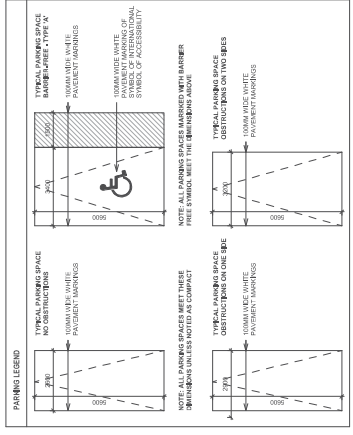 PARKING LEGEND
TYPICAL PARKING SPACE
NO OBSTRUCTIONS
100MM WIDE WHITE
PAVEMENT MARKINGS
2600
5600
NOTE: ALL PARKING SPACES MEET THESE
DIMENSIONS UNLESS NOTED AS COMPACT
TYPICAL PARKING SPACE
BARRIER-FREE - TYPE 'A'
100MM WIDE WHITE
PAVEMENT MARKINGS
100MM WIDE WHITE
PAVEMENT MARKING OF
SYMBOL OF INTERNATIONAL
SYMBOL OF ACCESSIBILITY
3400
1500
5600
NOTE: ALL PARKING SPACES MARRKED WITH BARRIER
FREE SYMBOL MEET THE DIMENSIONS ABOVE
TYPICAL PARKING SPACE
OBSTRUCTIONS ON ONE SIDE
100MM WIDE WHITE
PAVEMENT MARKINGS
2900
5600
TYPICAL PARKING SPACE
OBSTRUCTIONS ON TWO SIDES
100MM WIDE WHITE
PAVEMENT MARKINGS
3200
5600